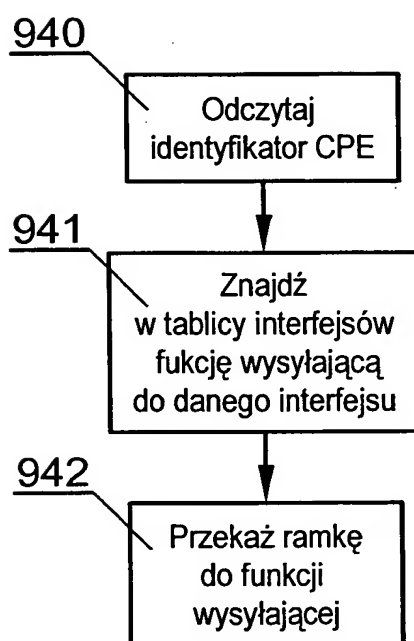 940
Odczytaj
identyfikator CPE
941
Znajdź
w tablicy interfejsów
fukcję wysyłającą
do danego interfejsu
942
Przekaż ramkę
do funkcji
wysyłającej